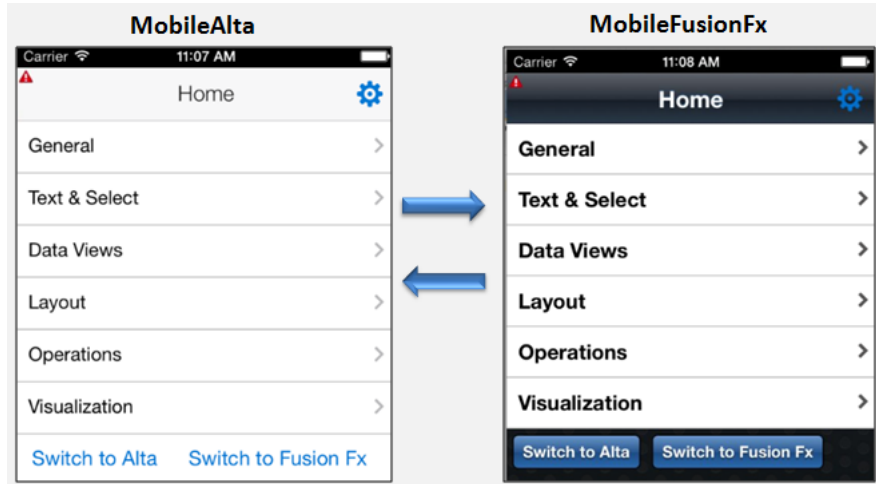 MobileAlta
Carrier 11:07 AM
Home
General
Text & Select
Data Views
Layout
Operations
Visualization
Switch to Alta Switch to Fusion Fx
MobileFusionFx
Carrier 11:08 AM
Home
General
Text & Select
Data Views
Layout
Operations
Visualization
Switch to Alta Switch to Fusion Fx